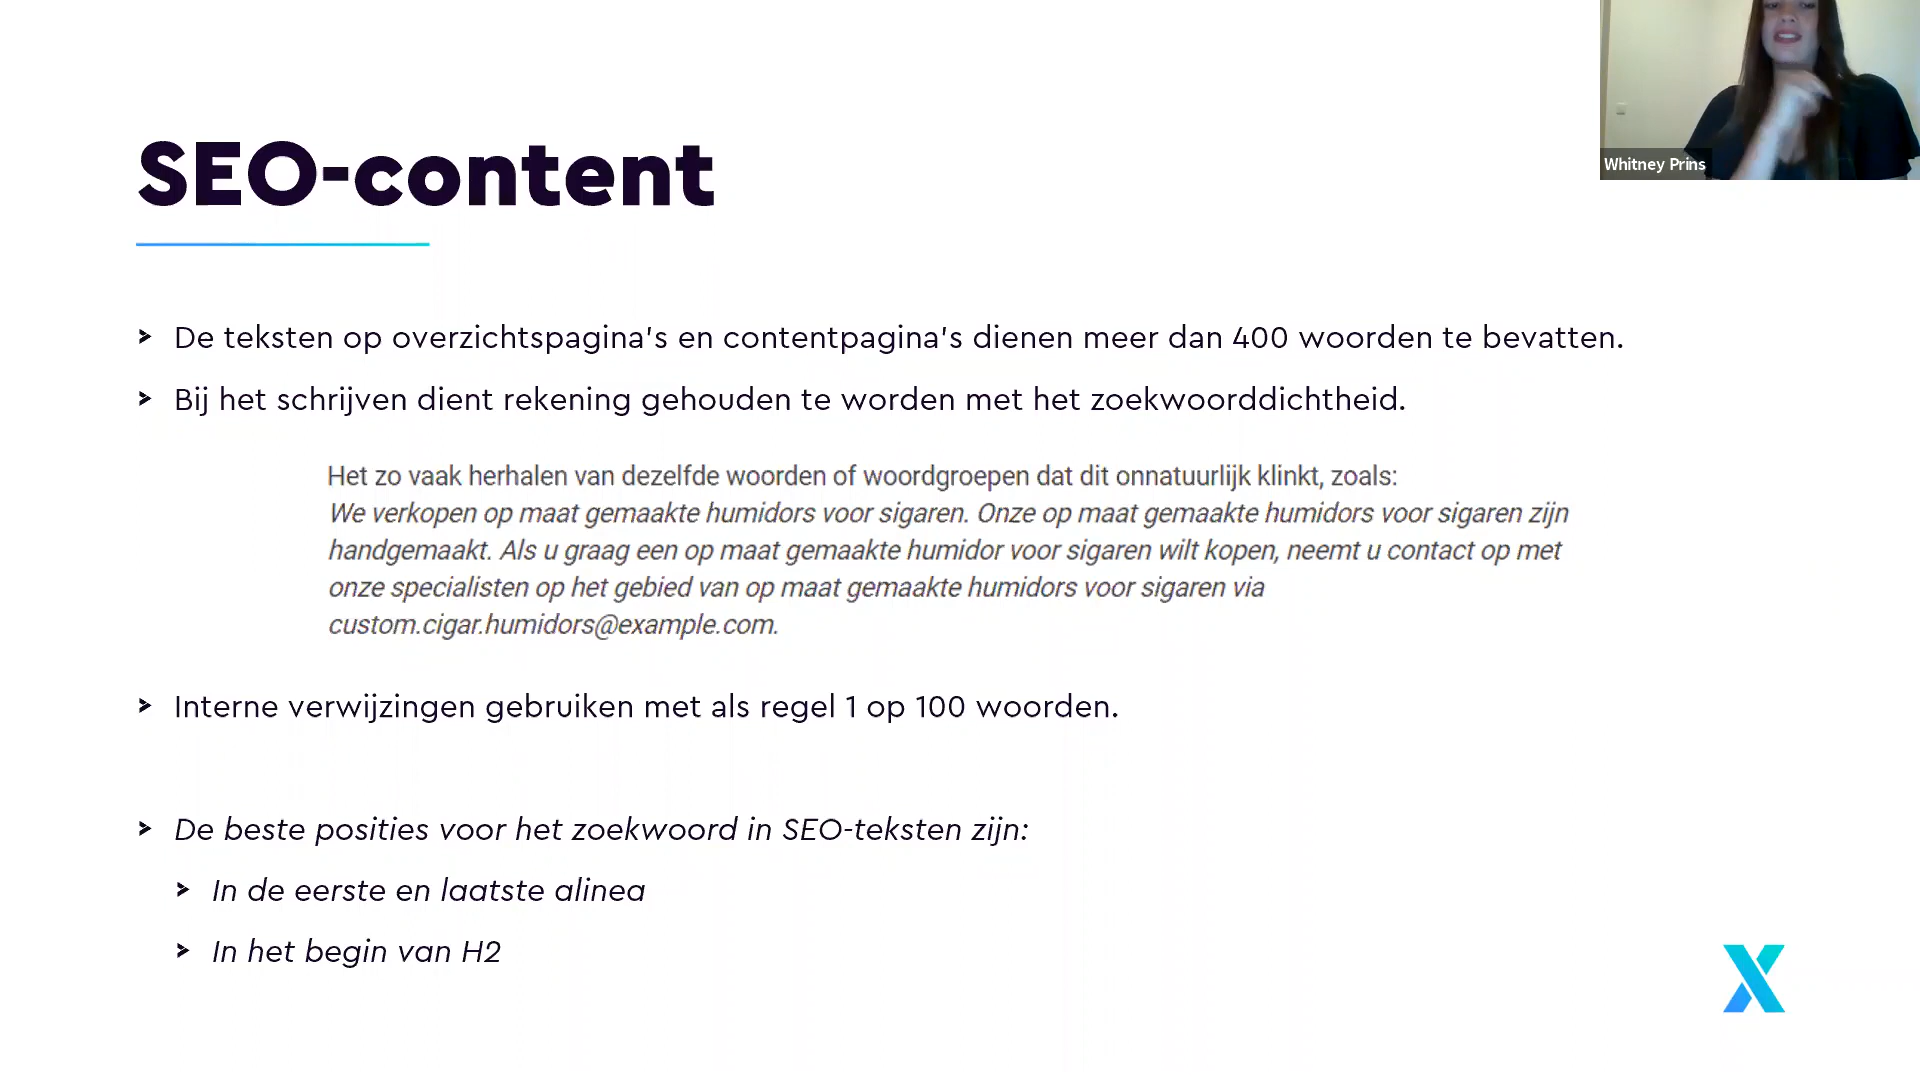 SEO-content
Whitney Prins
De teksten op overzichtspagina's en contentpagina's dienen meer dan 400 woorden te bevatten.
Bij het schrijven dient rekening gehouden te worden met het zoekwoorddichtheid.
Het zo vaak herhalen van dezelfde woorden of woordgroepen dat dit onnatuurlijk klinkt, zoals:
We verkopen op maat gemaakte humidors voor sigaren. Onze op maat gemaakte humidors voor sigaren zijn
handgemaakt. Als u graag een op maat gemaakte humidor voor sigaren wilt kopen, neemt u contact op met
onze specialisten op het gebied van op maat gemaakte humidors voor sigaren via
custom.cigar.humidors@example.com.
Interne verwijzingen gebruiken met als regel 1 op 100 woorden.
De beste posities voor het zoekwoord in SEO-teksten zijn:
In de eerste en laatste alinea
In het begin van H2